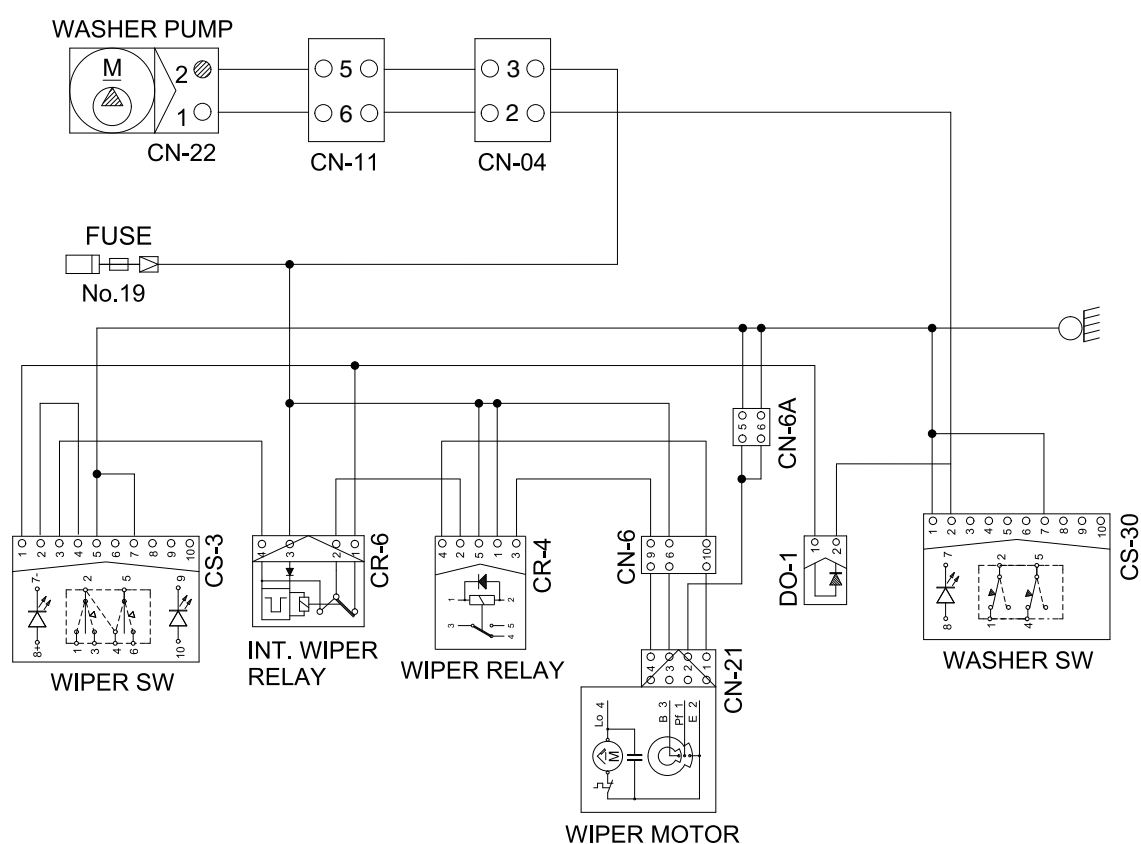 WASHER PUMP
M
2
1
CN-22
5
6
CN-11
3
2
CN-04
FUSE
No.19
CN-6A
5
6
1
2
3
4
5
6
7
8
9
10
CS-3
7-
8+
2
5
9
10
1
3
4
6
WIPER SW
4
3
2
1
CR-6
INT. WIPER
RELAY
4
2
5
1
3
CR-4
1
2
3
5
4
WIPER RELAY
9
6
10
CN-6
4
3
2
1
CN-21
Lo 4
B 3
Pf 1
E 2
M
WIPER MOTOR
1
2
DO-1
1
2
3
4
5
6
7
8
9
10
CS-30
7
8
2
5
1
4
WASHER SW